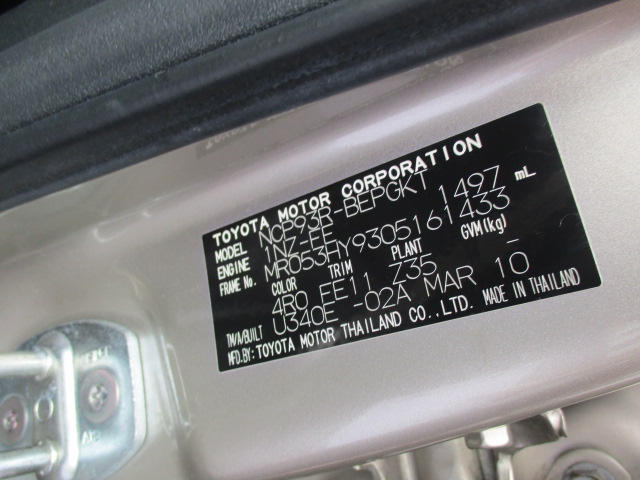 TOYOTA MOTOR CORPORATION
MODEL NCP93R-BEPGKT
ENGINE 1NZ-FE 1497 mL
FRAME No. MR053HY9305161433
COLOR TRIM PLANT GVM(kg)
4R0 FE11 Z35 -
TM/A/BUILT U340E -02A MAR 10
MFD.BY:TOYOTA MOTOR THAILAND CO.,LTD. MADE IN THAILAND